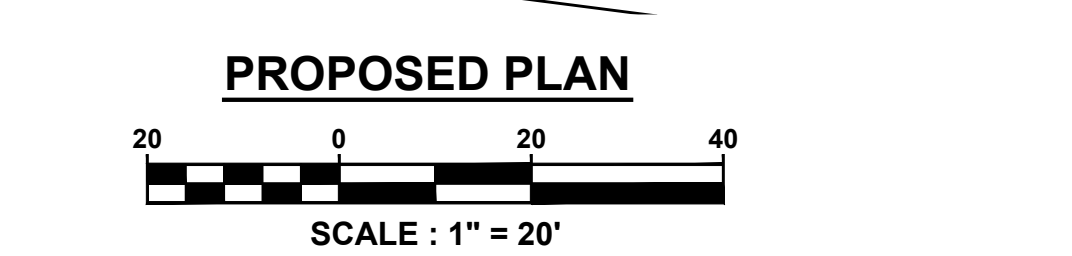 PROPOSED PLAN
20 0 20 40
SCALE : 1" = 20'